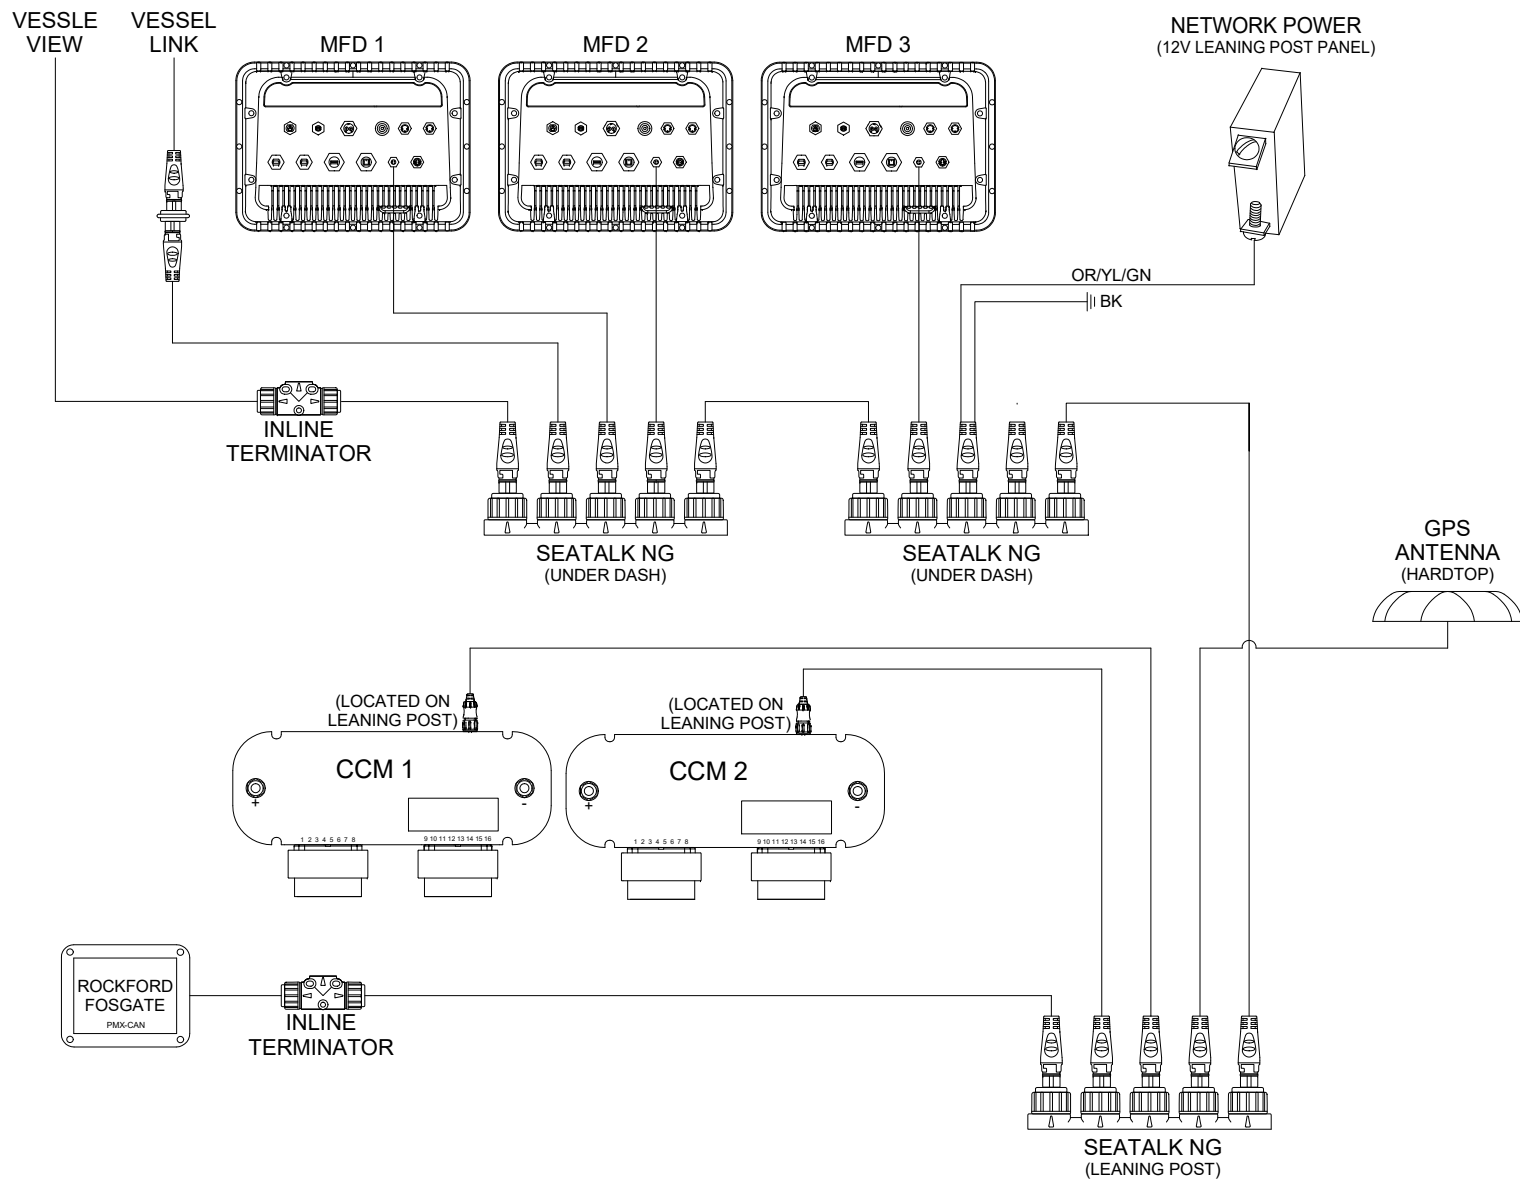 VESSLE
VIEW
VESSEL
LINK
MFD 1
MFD 2
MFD 3
NETWORK POWER
(12V LEANING POST PANEL)
OR/YL/GN
BK
INLINE
TERMINATOR
SEATALK NG
(UNDER DASH)
SEATALK NG
(UNDER DASH)
GPS
ANTENNA
(HARDTOP)
(LOCATED ON
LEANING POST)
(LOCATED ON
LEANING POST)
CCM 1
+
-
1 2 3 4 5 6 7 8
9 10 11 12 13 14 15 16
CCM 2
+
-
1 2 3 4 5 6 7 8
9 10 11 12 13 14 15 16
ROCKFORD
FOSGATE
PMX-CAN
INLINE
TERMINATOR
SEATALK NG
(LEANING POST)